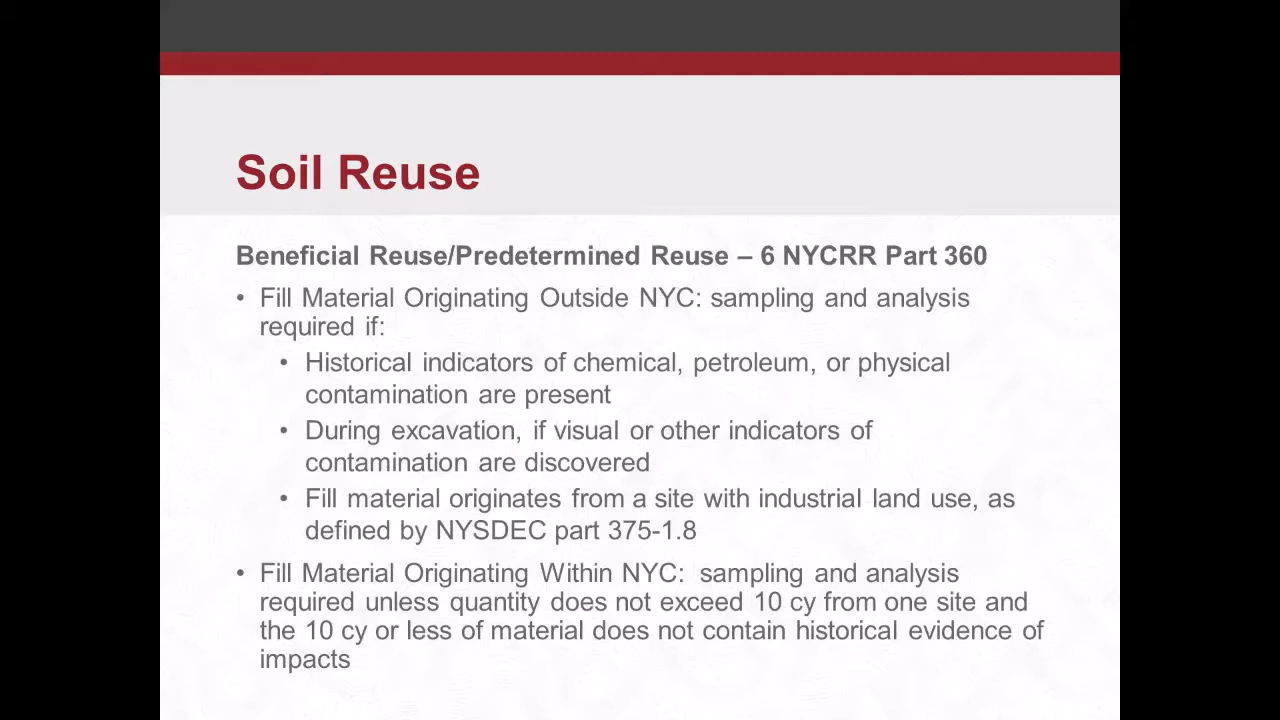 Soil Reuse
Beneficial Reuse/Predetermined Reuse – 6 NYCRR Part 360
• Fill Material Originating Outside NYC: sampling and analysis
required if:
• Historical indicators of chemical, petroleum, or physical
contamination are present
• During excavation, if visual or other indicators of
contamination are discovered
• Fill material originates from a site with industrial land use, as
defined by NYSDEC part 375-1.8
• Fill Material Originating Within NYC: sampling and analysis
required unless quantity does not exceed 10 cy from one site and
the 10 cy or less of material does not contain historical evidence of
impacts